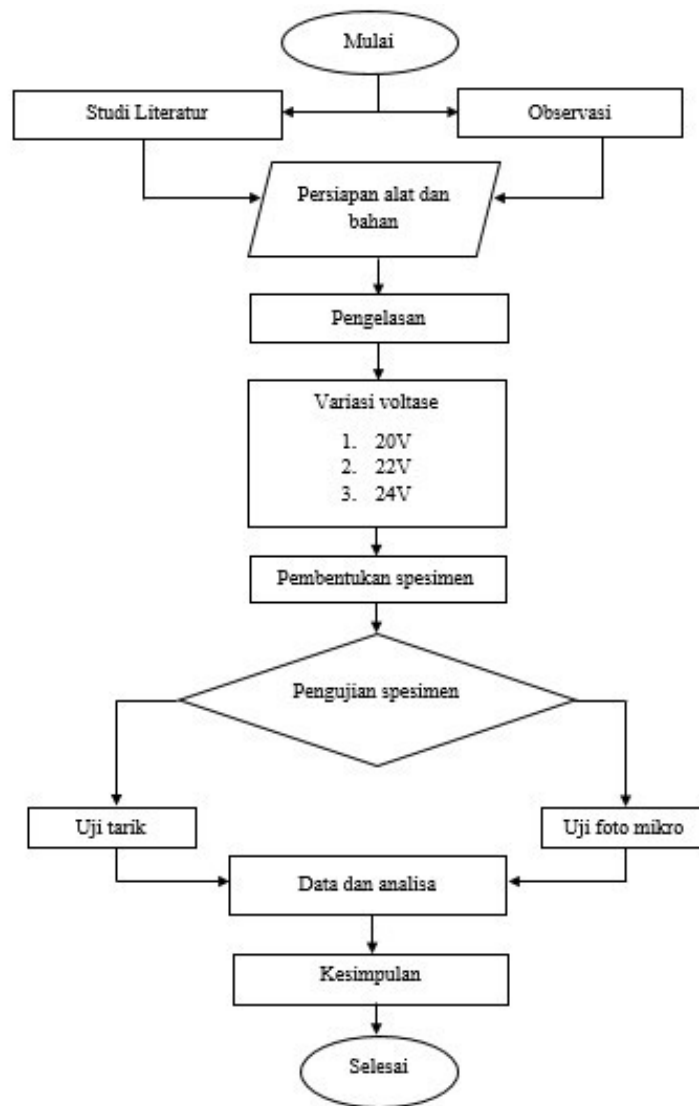 Mulai
Studi Literatur
Observasi
Persiapan alat dan
bahan
Pengelasan
Variasi voltase
1. 20V
2. 22V
3. 24V
Pembentukan spesimen
Pengujian spesimen
Uji tarik
Uji foto mikro
Data dan analisa
Kesimpulan
Selesai